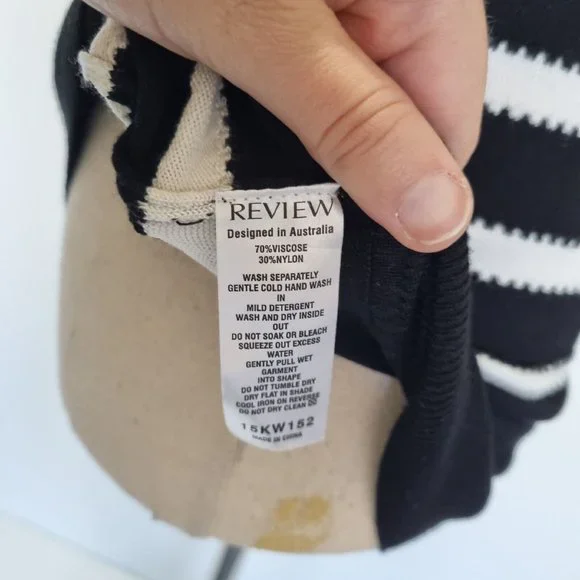 REVIEW
Designed in Australia
70%VISCOSE
30%NYLON
WASH SEPARATELY
GENTLE COLD HAND WASH
IN
MILD DETERGENT
WASH AND DRY INSIDE
OUT
DO NOT SOAK OR BLEACH
SQUEEZE OUT EXCESS
WATER
GENTLY PULL WET
GARMENT
INTO SHAPE
DO NOT TUMBLE DRY
DRY FLAT IN SHADE
COOL IRON ON REVERSE
DO NOT DRY CLEAN
15KW152
MADE IN CHINA